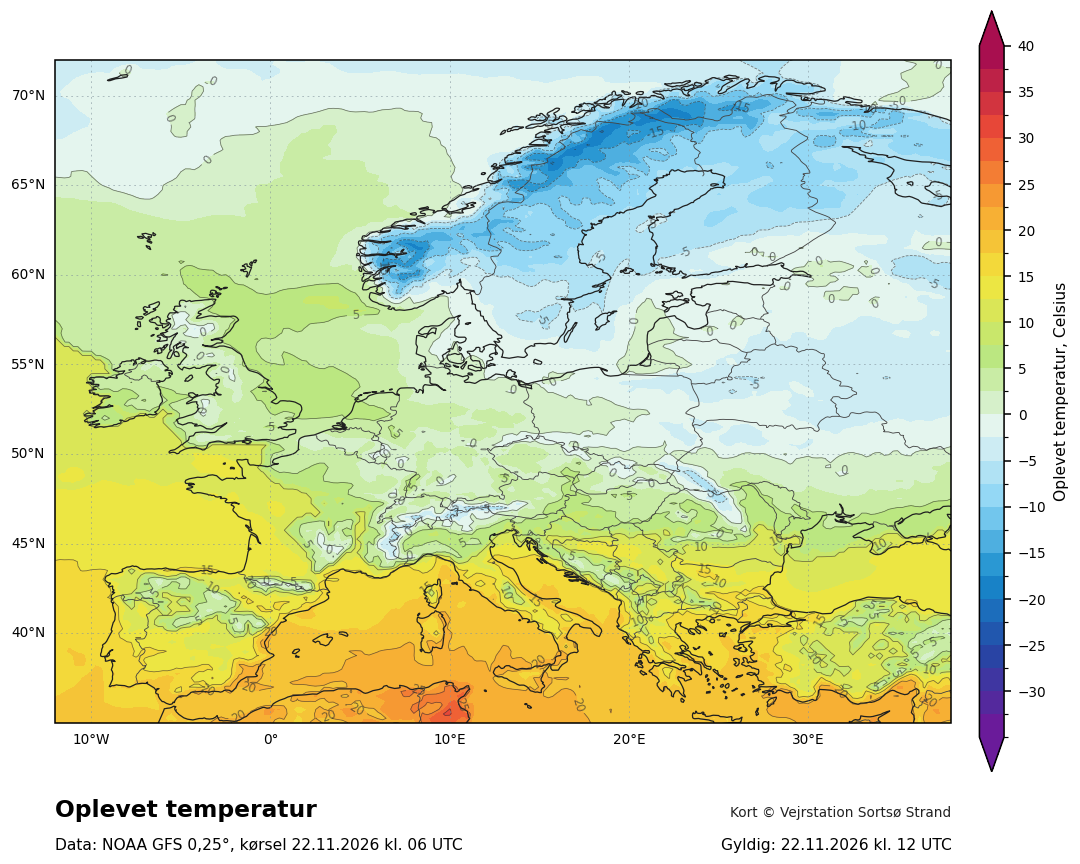 40
35
30
25
20
15
10
5
0
−5
−10
−15
−20
−25
−30
Oplevet temperatur, Celsius
70°N
65°N
60°N
55°N
50°N
45°N
40°N
10°W 0° 10°E 20°E 30°E
Oplevet temperatur
Kort © Vejrstation Sortsø Strand
Data: NOAA GFS 0,25°, kørsel 22.11.2026 kl. 06 UTC
Gyldig: 22.11.2026 kl. 12 UTC